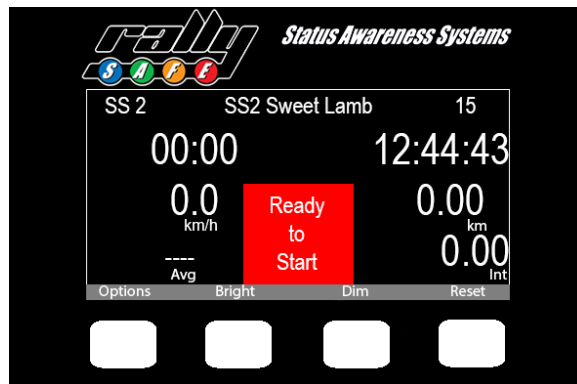 rally
SAFE
Status Awareness Systems
SS 2 SS2 Sweet Lamb 15
00:00 12:44:43
0.0
km/h
Ready
to
Start
0.00
km
----
Avg
0.00
Int
Options Bright Dim Reset